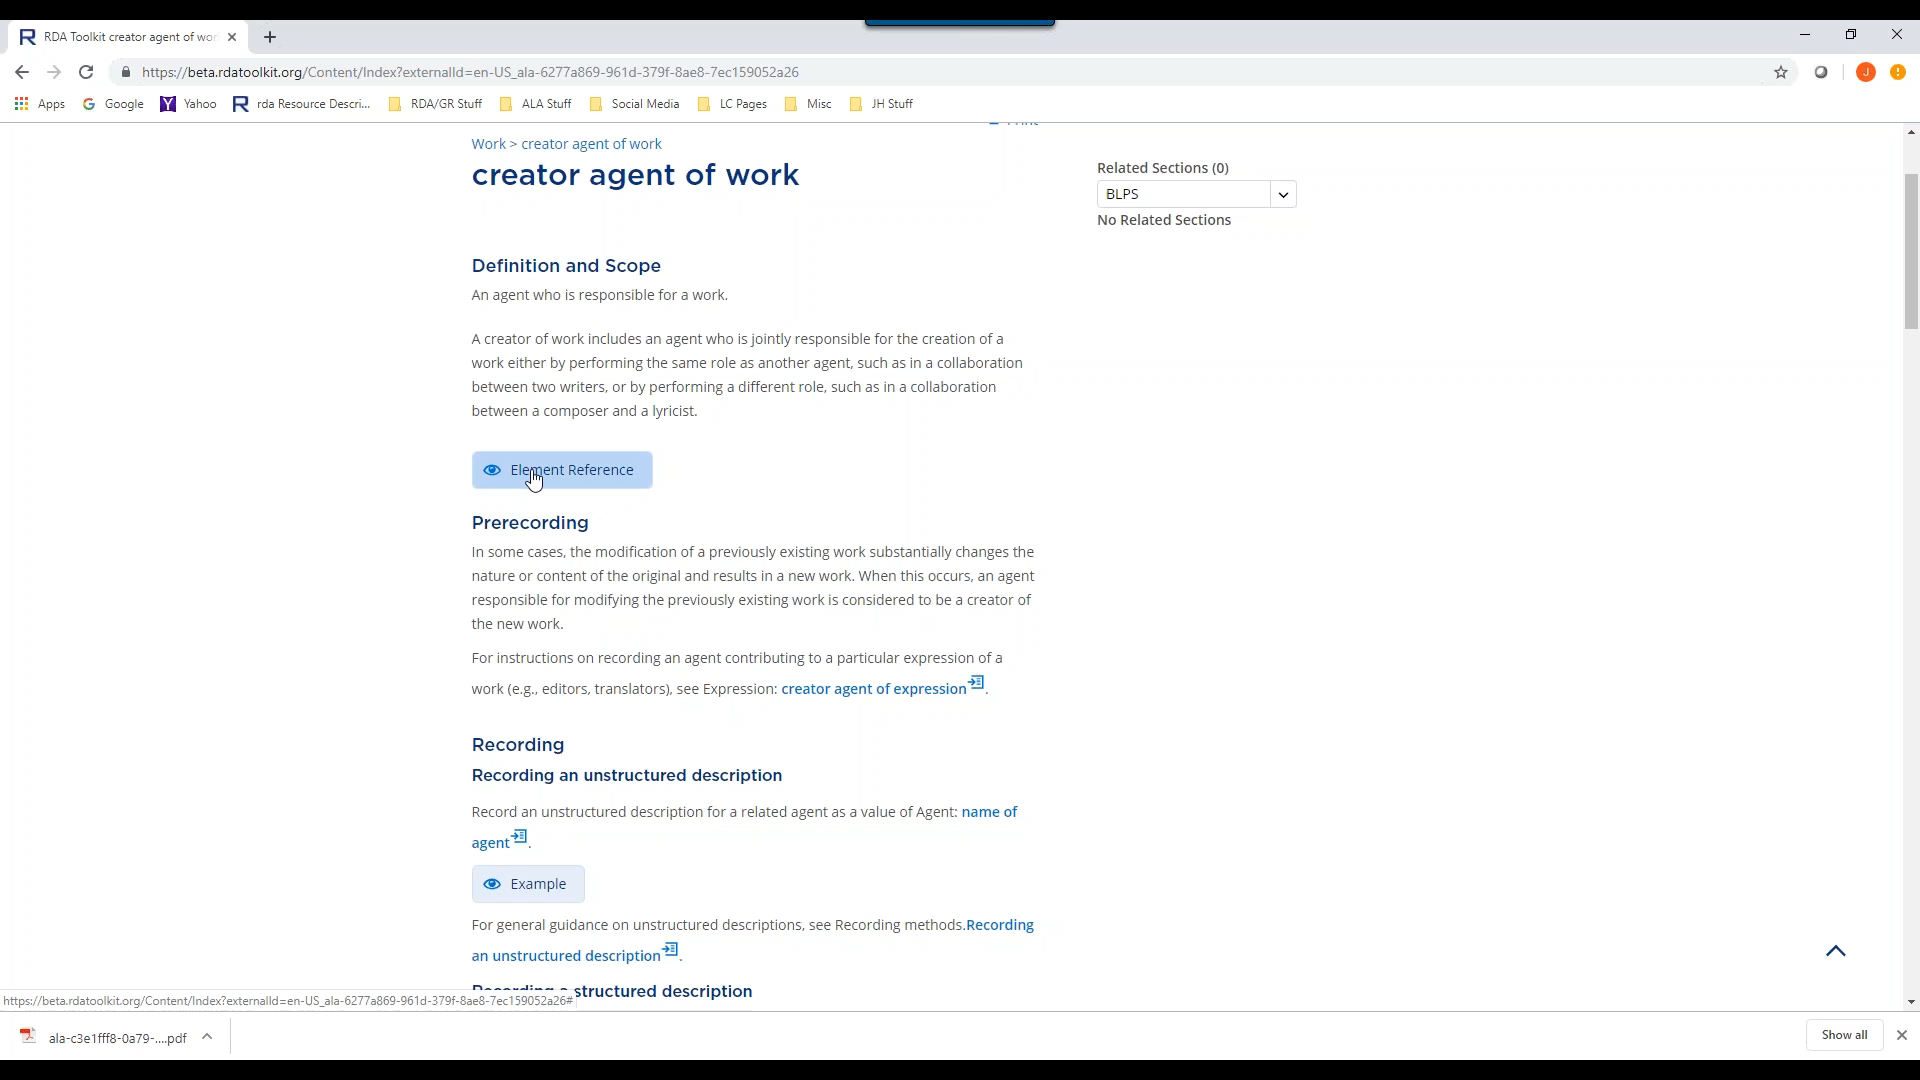 RDA Toolkit creator agent of wor
https://beta.rdatoolkit.org/Content/Index?externalId=en-US_ala-6277a869-961d-379f-8ae8-7ec159052a26
J
Apps
Google
Yahoo
rda Resource Descri...
RDA/GR Stuff
ALA Stuff
Social Media
LC Pages
Misc
JH Stuff
Print
Work > creator agent of work
creator agent of work
Related Sections (0)
BLPS
No Related Sections
Definition and Scope
An agent who is responsible for a work.
A creator of work includes an agent who is jointly responsible for the creation of a
work either by performing the same role as another agent, such as in a collaboration
between two writers, or by performing a different role, such as in a collaboration
between a composer and a lyricist.
Element Reference
Prerecording
In some cases, the modification of a previously existing work substantially changes the
nature or content of the original and results in a new work. When this occurs, an agent
responsible for modifying the previously existing work is considered to be a creator of
the new work.
For instructions on recording an agent contributing to a particular expression of a
work (e.g., editors, translators), see Expression: creator agent of expression.
Recording
Recording an unstructured description
Record an unstructured description for a related agent as a value of Agent: name of
agent.
Example
For general guidance on unstructured descriptions, see Recording methods.Recording
an unstructured description.
Recording a structured description
https://beta.rdatoolkit.org/Content/Index?externalId=en-US_ala-6277a869-961d-379f-8ae8-7ec159052a26#
ala-c3e1fff8-0a79-....pdf
Show all